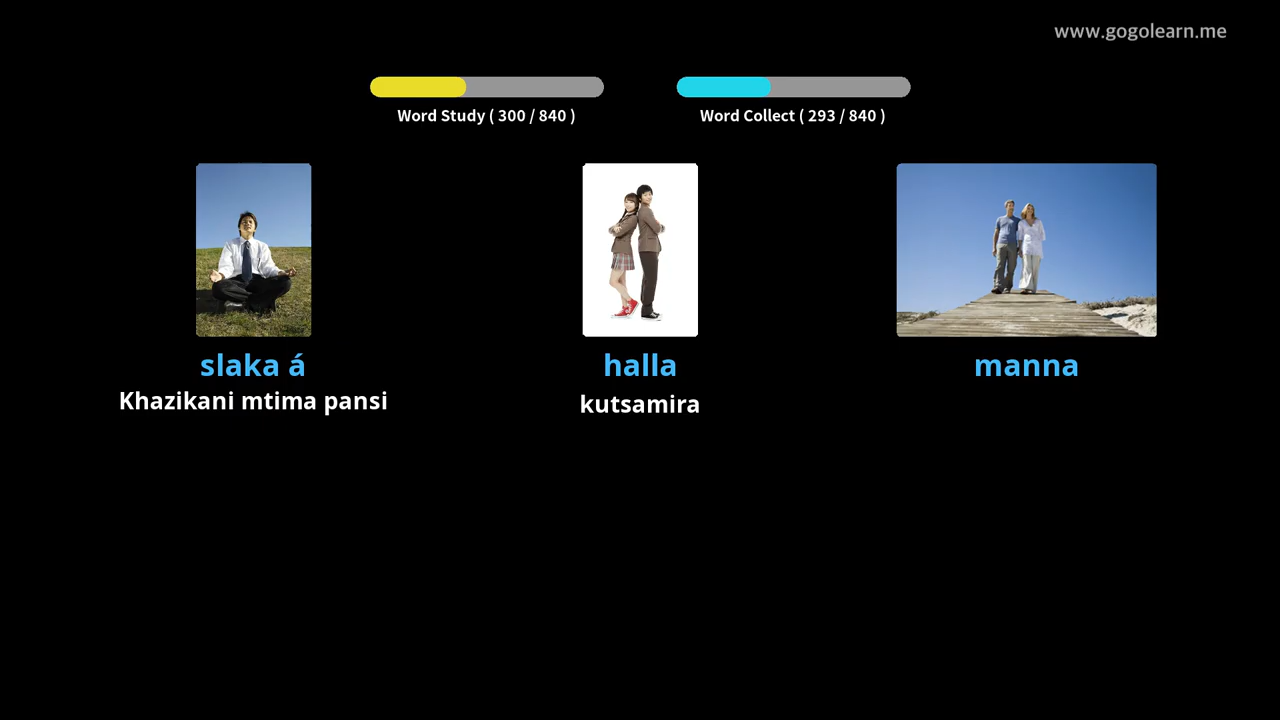 www.gogolearn.me
Word Study ( 300 / 840 )
Word Collect ( 293 / 840 )
slaka á
halla
manna
Khazikani mtima pansi
kutsamira